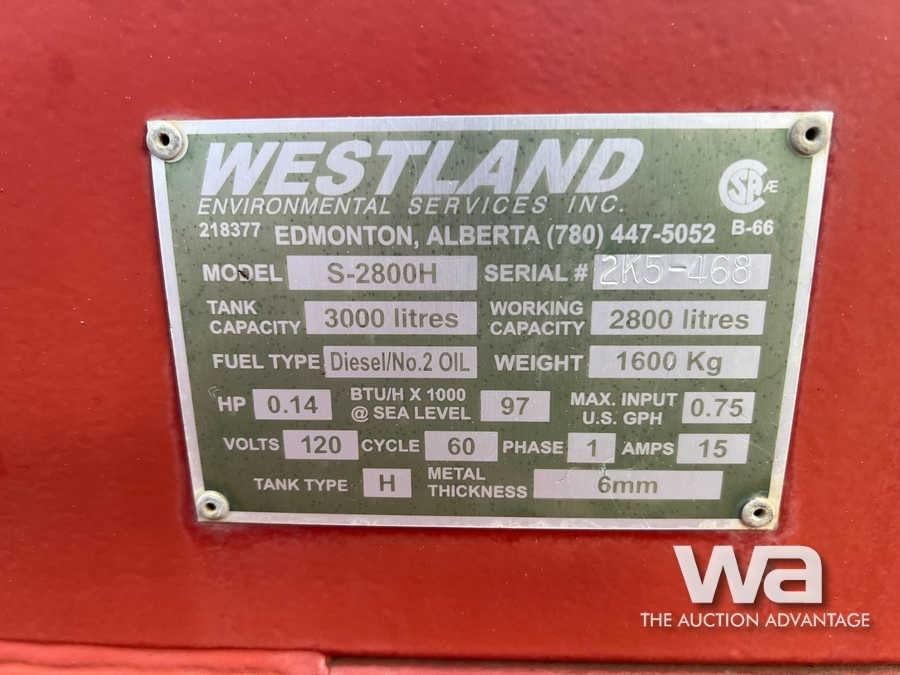 WESTLAND
ENVIRONMENTAL SERVICES INC.
218377 EDMONTON, ALBERTA (780) 447-5052 B-66
MODEL S-2800H SERIAL # 2K5-468
TANK CAPACITY 3000 litres WORKING CAPACITY 2800 litres
FUEL TYPE Diesel/No.2 OIL WEIGHT 1600 Kg
HP 0.14 BTU/H X 1000 @ SEA LEVEL 97 MAX. INPUT U.S. GPH 0.75
VOLTS 120 CYCLE 60 PHASE 1 AMPS 15
TANK TYPE H METAL THICKNESS 6mm
wa
THE AUCTION ADVANTAGE